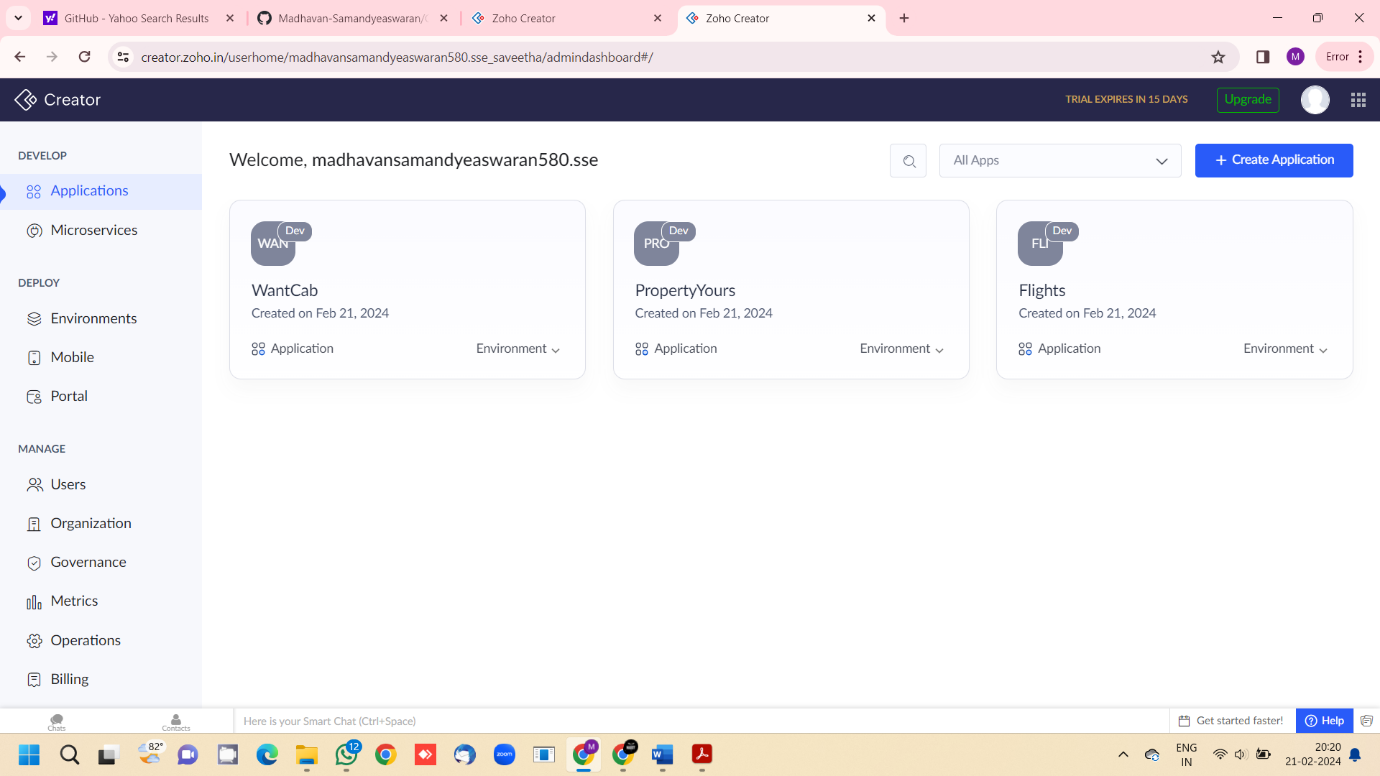 GitHub - Yahoo Search Results
Madhavan-Samandyeaswaran/
Zoho Creator
Zoho Creator
creator.zoho.in/userhome/madhavansamandyeaswaran580.sse_saveetha/admindashboard#/
M
Error
Creator
TRIAL EXPIRES IN 15 DAYS
Upgrade
DEVELOP
Applications
Microservices
DEPLOY
Environments
Mobile
Portal
MANAGE
Users
Organization
Governance
Metrics
Operations
Billing
Welcome, madhavansamandyeaswaran580.sse
All Apps
+ Create Application
WAN
Dev
WantCab
Created on Feb 21, 2024
Application
Environment
PRO
Dev
PropertyYours
Created on Feb 21, 2024
Application
Environment
FLI
Dev
Flights
Created on Feb 21, 2024
Application
Environment
Chats
Contacts
Here is your Smart Chat (Ctrl+Space)
Get started faster!
Help
82°
12
zoom
M
ENG
IN
20:20
21-02-2024